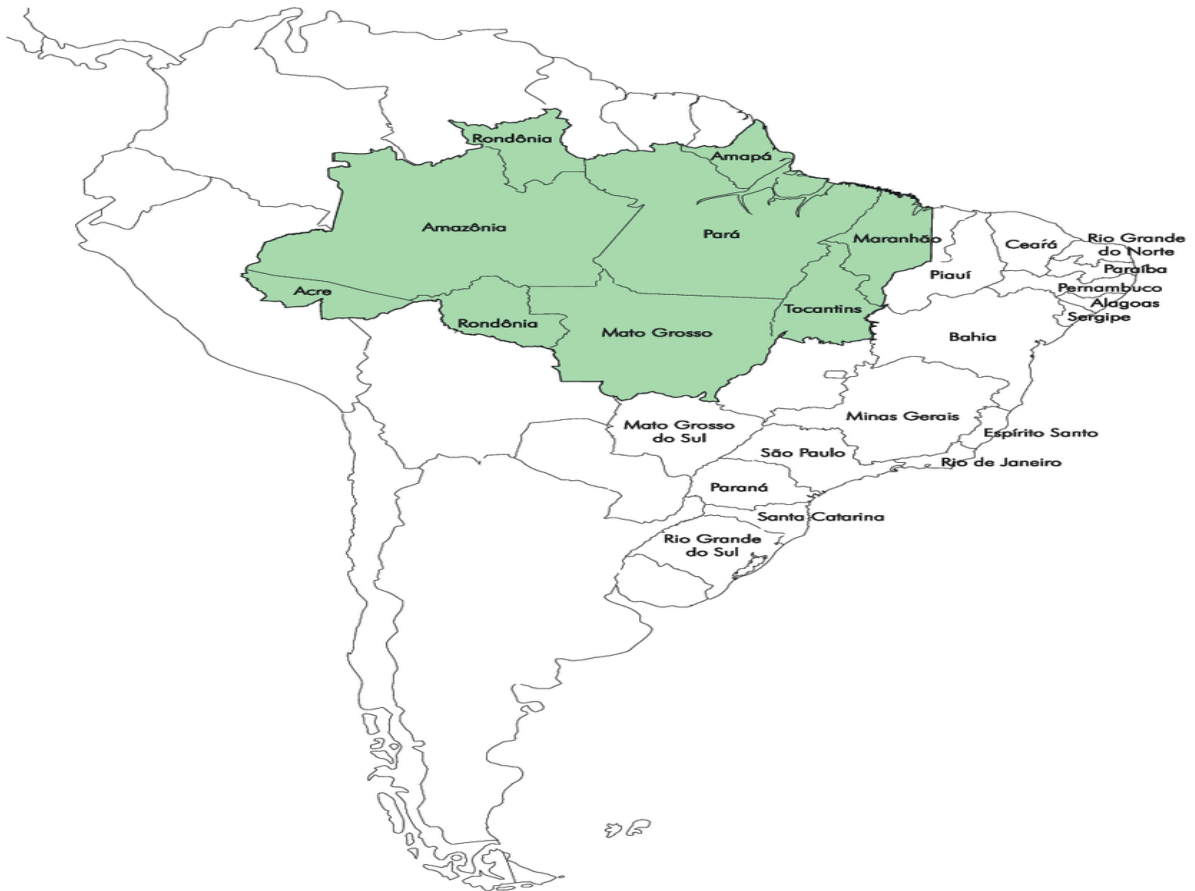 Rondônia
Amapá
Amazônia
Pará
Maranhão
Ceará
Rio Grande
do Norte
Paraíba
Piauí
Pernambuco
Alagoas
Sergipe
Acre
Rondônia
Mato Grosso
Tocantins
Bahia
Minas Gerais
Mato Grosso
do Sul
Espírito Santo
São Paulo
Rio de Janeiro
Paraná
Santa Catarina
Rio Grande
do Sul